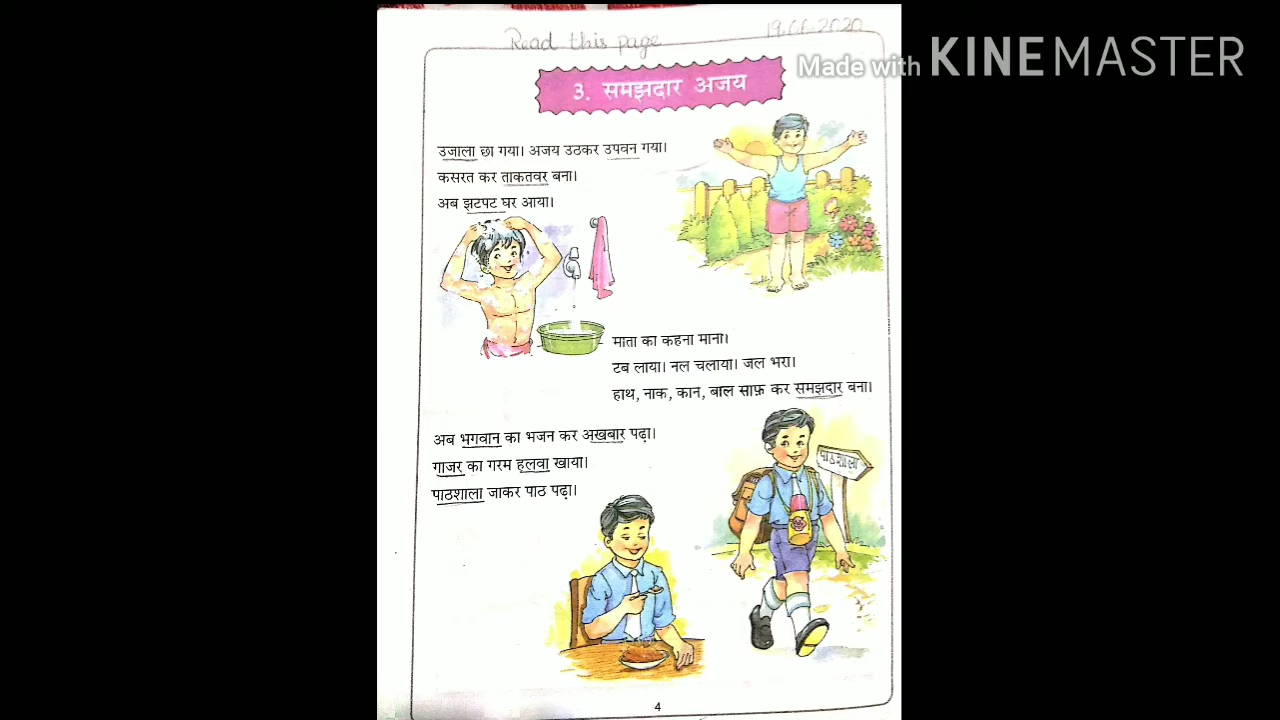 Read this page
Made with KINEMASTER
3. समझदार अजय
उजाला छा गया। अजय उठकर उपवन गया।
कसरत कर ताकतवर बना।
अब झटपट घर आया।
माता का कहना माना।
टब लाया। नल चलाया। जल भरा।
हाथ, नाक, कान, बाल साफ़ कर समझदार बना।
अब भगवान का भजन कर अखबार पढ़ा।
गाजर का गरम हलवा खाया।
पाठशाला जाकर पाठ पढ़ा।
पाठशाला
4